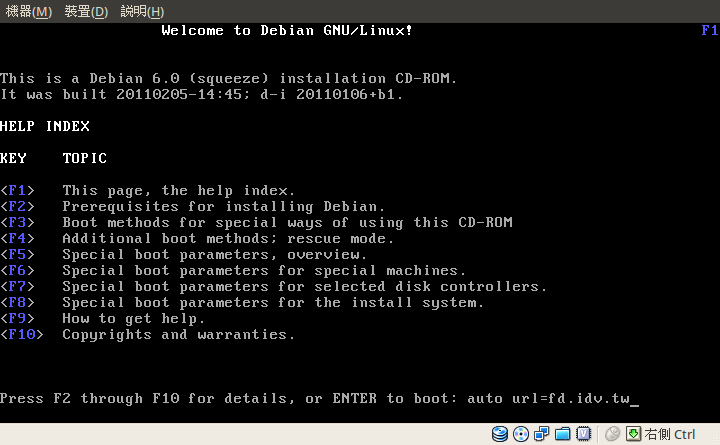 機器(M) 裝置(D) 說明(H)
Welcome to Debian GNU/Linux! F1
This is a Debian 6.0 (squeeze) installation CD-ROM.
It was built 20110205-14:45; d-i 20110106+b1.
HELP INDEX
KEY TOPIC
<F1> This page, the help index.
<F2> Prerequisites for installing Debian.
<F3> Boot methods for special ways of using this CD-ROM
<F4> Additional boot methods; rescue mode.
<F5> Special boot parameters, overview.
<F6> Special boot parameters for special machines.
<F7> Special boot parameters for selected disk controllers.
<F8> Special boot parameters for the install system.
<F9> How to get help.
<F10> Copyrights and warranties.
Press F2 through F10 for details, or ENTER to boot: auto url=fd.idv.tw_
右側 Ctrl